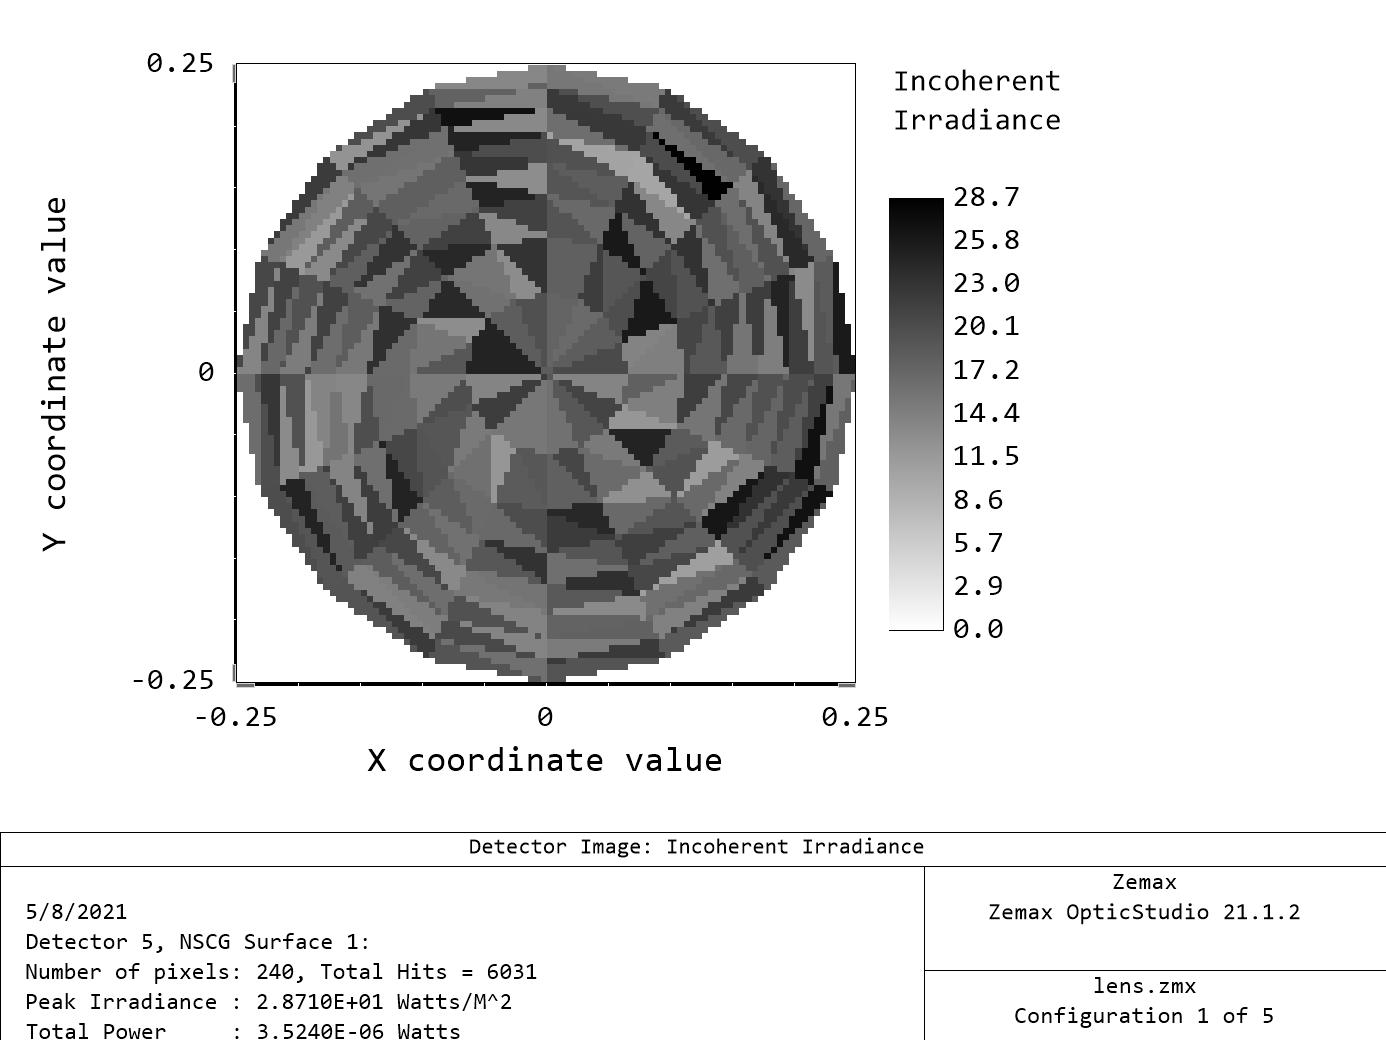 0.25
Incoherent
Irradiance
28.7
25.8
23.0
20.1
17.2
14.4
11.5
8.6
5.7
2.9
0.0
Y coordinate value
0
-0.25
-0.25 0 0.25
X coordinate value
Detector Image: Incoherent Irradiance
5/8/2021
Detector 5, NSCG Surface 1:
Number of pixels: 240, Total Hits = 6031
Peak Irradiance : 2.8710E+01 Watts/M^2
Total Power : 3.5240E-06 Watts
Zemax
Zemax OpticStudio 21.1.2
lens.zmx
Configuration 1 of 5